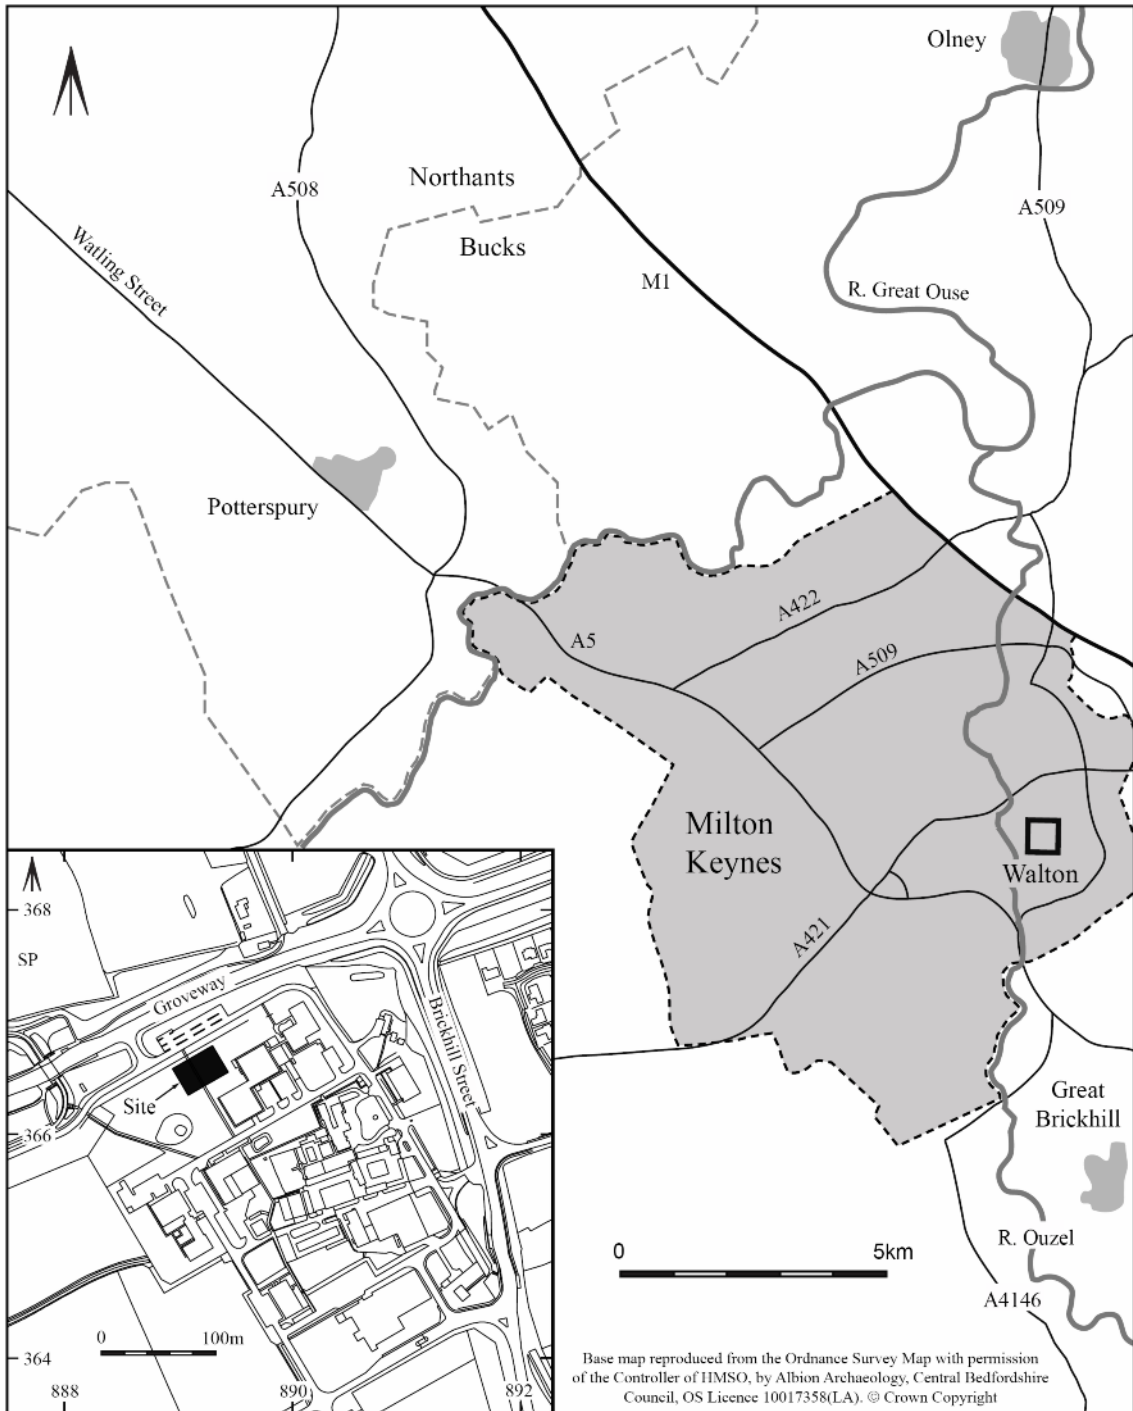 Olney
A508
Northants
A509
Bucks
Watling Street
M1
R. Great Ouse
Potterspury
A422
A5
A509
Milton
Keynes
Walton
A421
368
SP
Groveway
Brickhill Street
Site
366
Great
Brickhill
R. Ouzel
0 5km
A4146
0 100m
364
888
890
892
Base map reproduced from the Ordnance Survey Map with permission
of the Controller of HMSO, by Albion Archaeology, Central Bedfordshire
Council, OS Licence 10017358(LA). © Crown Copyright